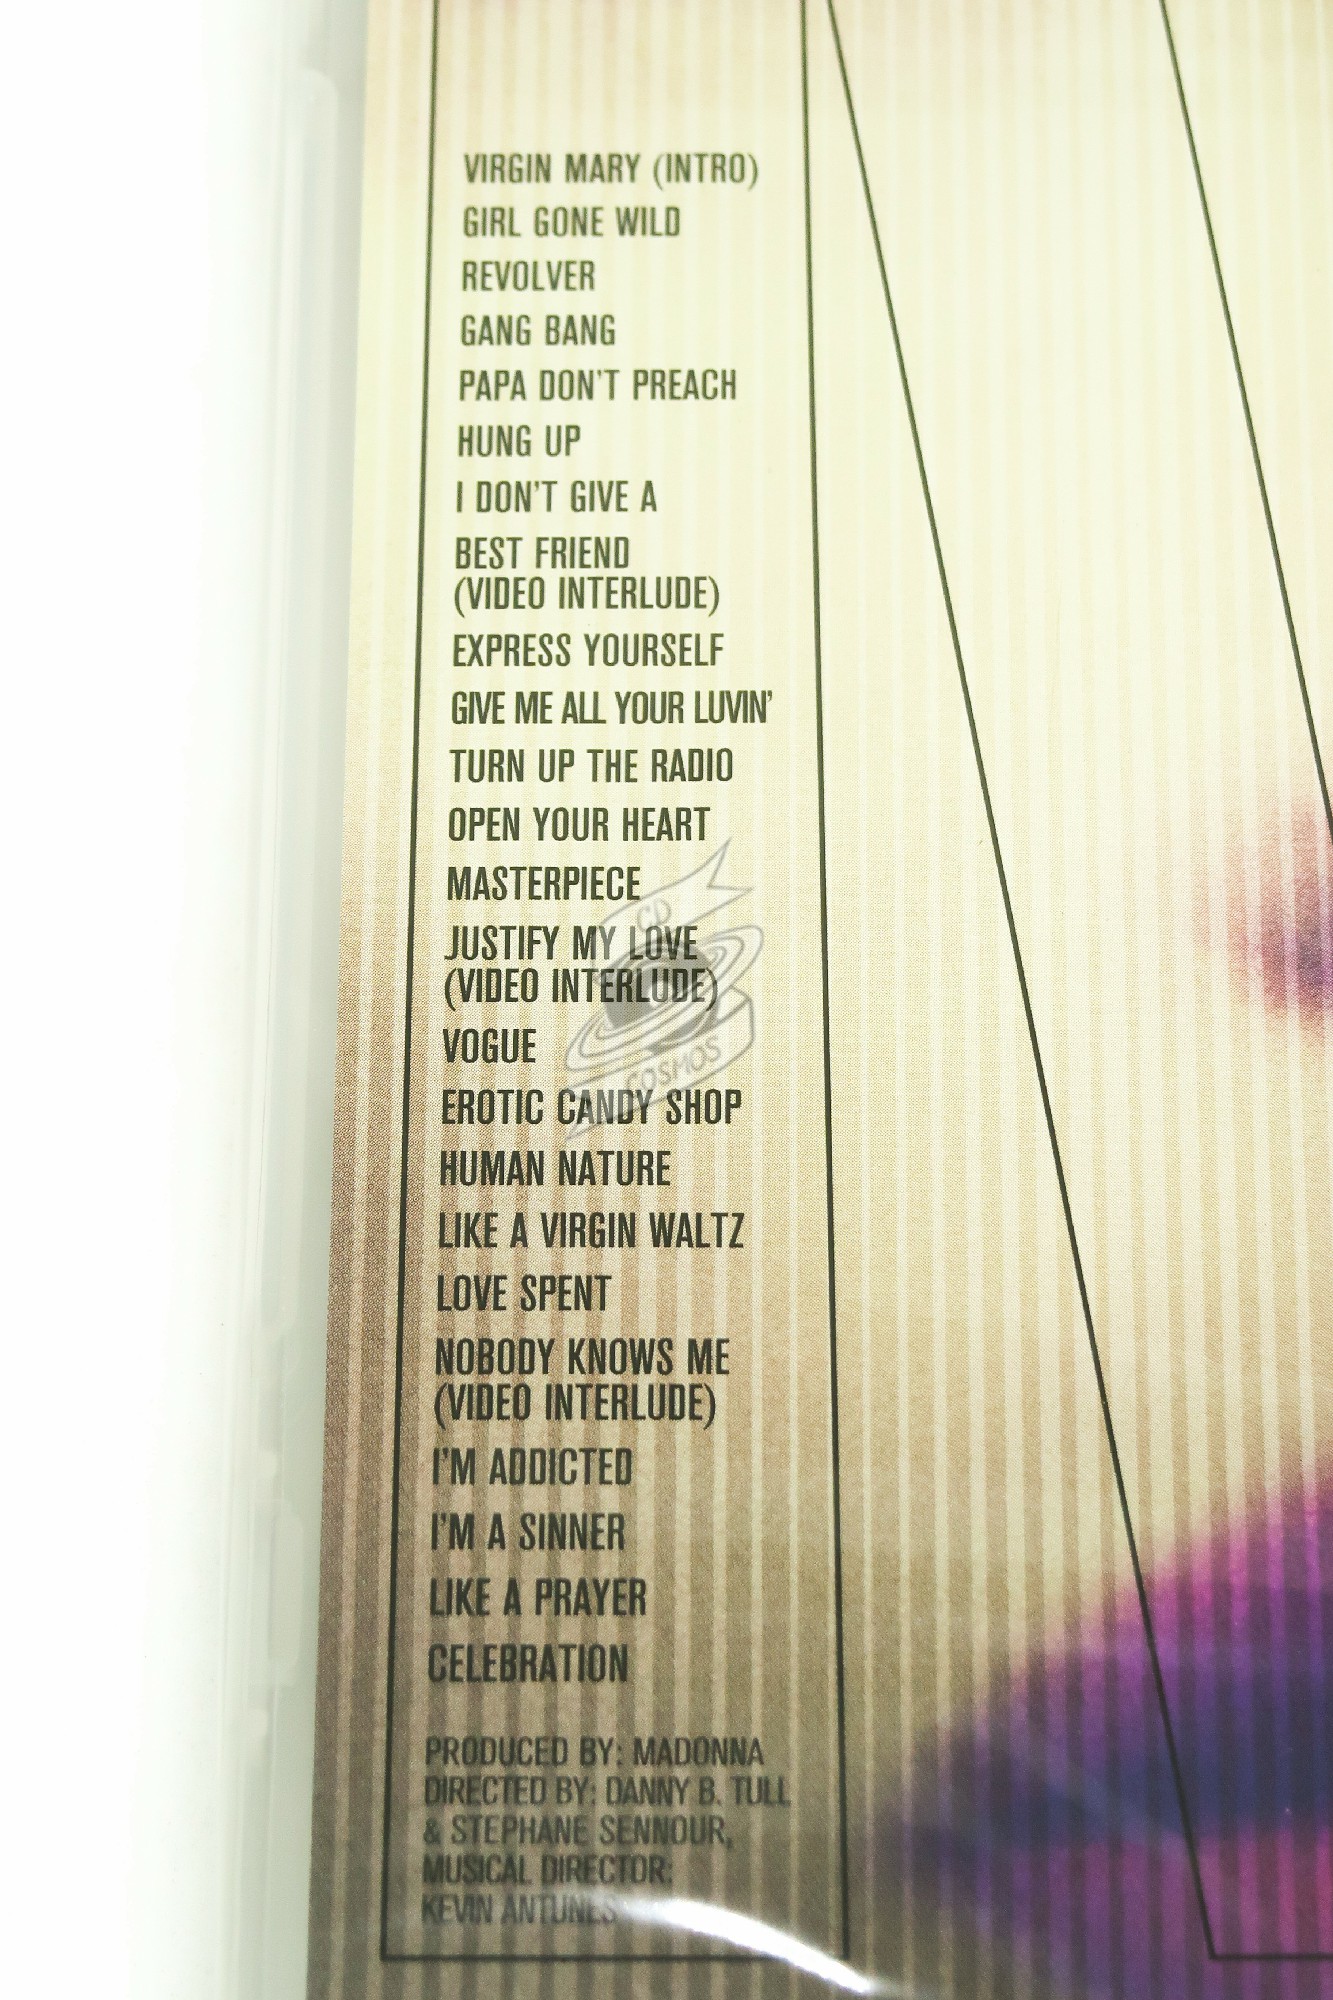 VIRGIN MARY (INTRO)
GIRL GONE WILD
REVOLVER
GANG BANG
PAPA DON'T PREACH
HUNG UP
I DON'T GIVE A
BEST FRIEND
(VIDEO INTERLUDE)
EXPRESS YOURSELF
GIVE ME ALL YOUR LUVIN'
TURN UP THE RADIO
OPEN YOUR HEART
MASTERPIECE
CD
JUSTIFY MY LOVE
(VIDEO INTERLUDE)
VOGUE
COSMOS
EROTIC CANDY SHOP
HUMAN NATURE
LIKE A VIRGIN WALTZ
LOVE SPENT
NOBODY KNOWS ME
(VIDEO INTERLUDE)
I'M ADDICTED
I'M A SINNER
LIKE A PRAYER
CELEBRATION
PRODUCED BY: MADONNA
DIRECTED BY: DANNY B. TULL
& STEPHANE SENNOUR,
MUSICAL DIRECTOR:
KEVIN ANTUNES